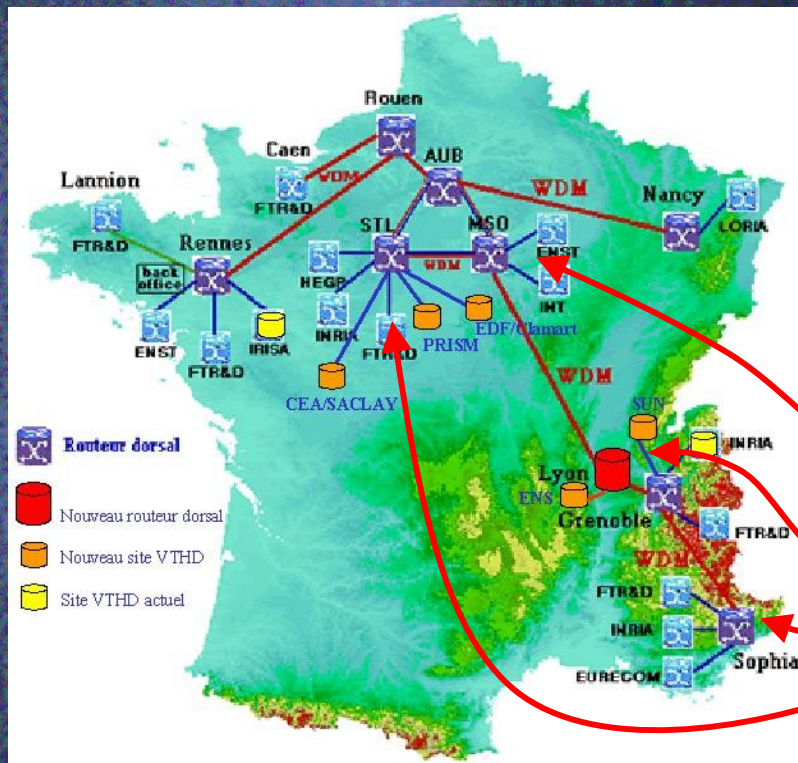 Rouen
Caen
AUB
WDM
WDM
Lannion
Nancy
FTR&D
STL
MSO
LORIA
FTR&D
Rennes
ENST
WDM
back
office
HEGR
INT
INRIA
EDF/Clamart
PRISM
ENST
FTR&D
IRISA
FTR&D
WDM
CEA/SACLAY
SUN
Routeur dorsal
INRIA
Lyon
ENS
Nouveau routeur dorsal
Grenoble
FTR&D
Nouveau site VTHD
WDM
FTR&D
Site VTHD actuel
INRIA
Sophia
EURECOM